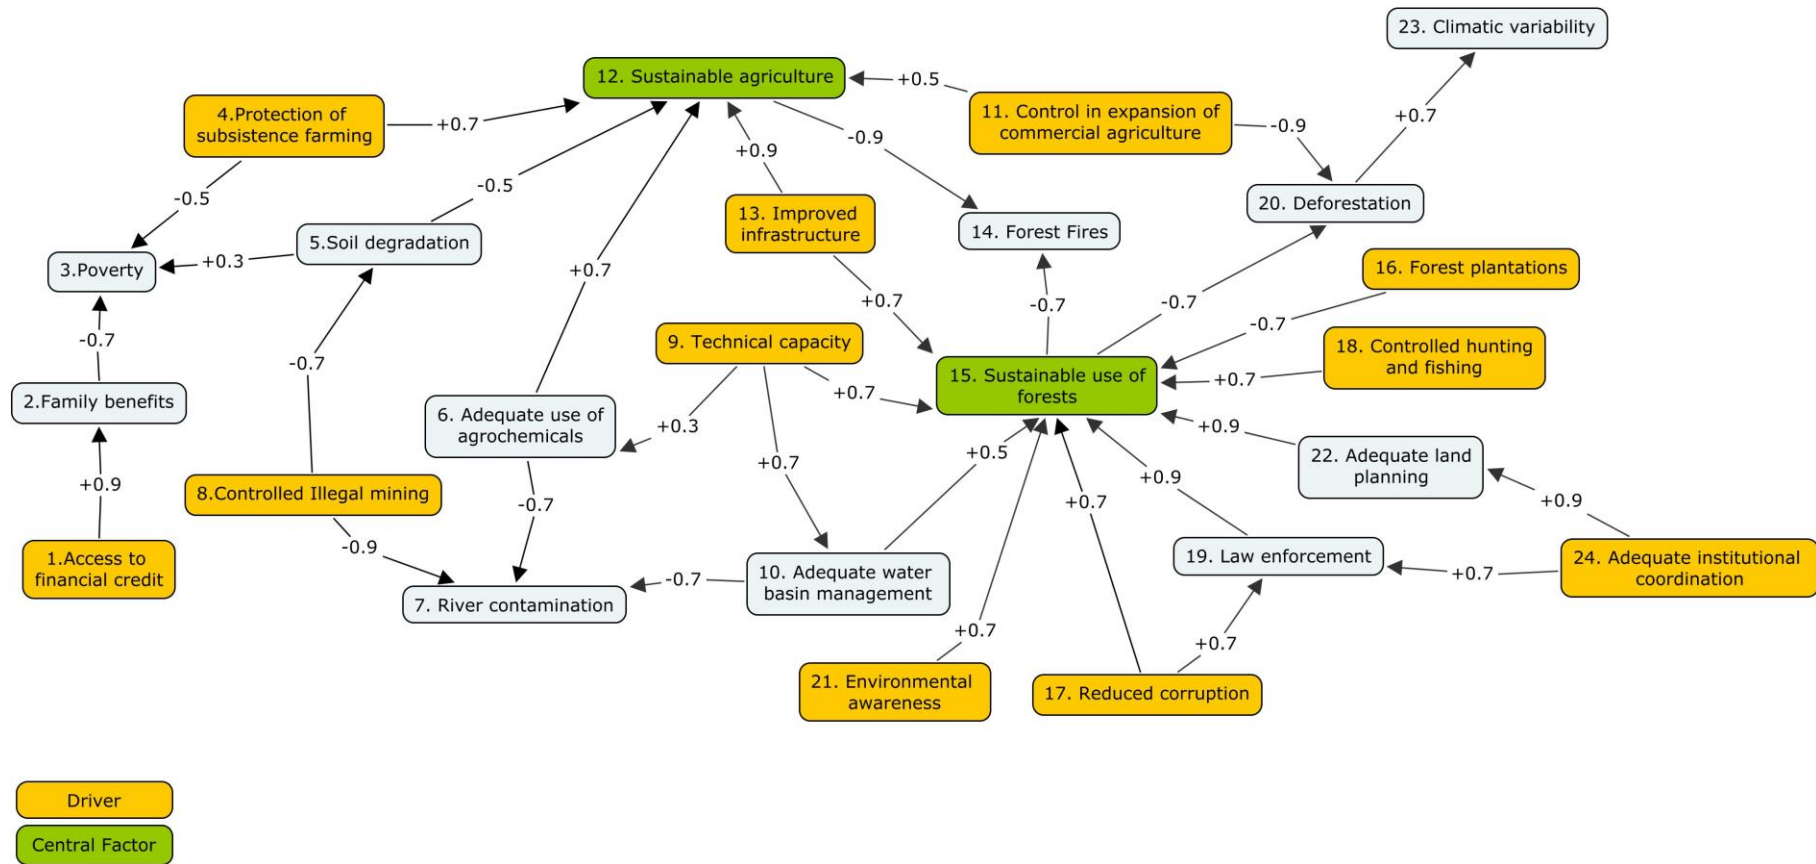 23. Climatic variability
12. Sustainable agriculture
+0.5
4.Protection of
subsistence farming
+0.7
11. Control in expansion of
commercial agriculture
-0.9
+0.7
-0.9
+0.9
-0.5
-0.5
13. Improved
infrastructure
20. Deforestation
14. Forest Fires
5.Soil degradation
3.Poverty
+0.3
+0.7
16. Forest plantations
+0.7
-0.7
-0.7
-0.7
-0.7
9. Technical capacity
18. Controlled hunting
and fishing
-0.7
15. Sustainable use of
forests
+0.7
+0.7
2.Family benefits
6. Adequate use of
agrochemicals
+0.3
+0.9
22. Adequate land
planning
+0.5
+0.7
+0.9
+0.9
8.Controlled Illegal mining
-0.7
+0.7
+0.9
-0.9
1.Access to
financial credit
19. Law enforcement
24. Adequate institutional
coordination
+0.7
10. Adequate water
basin management
-0.7
7. River contamination
+0.7
+0.7
21. Environmental
awareness
17. Reduced corruption
Driver
Central Factor